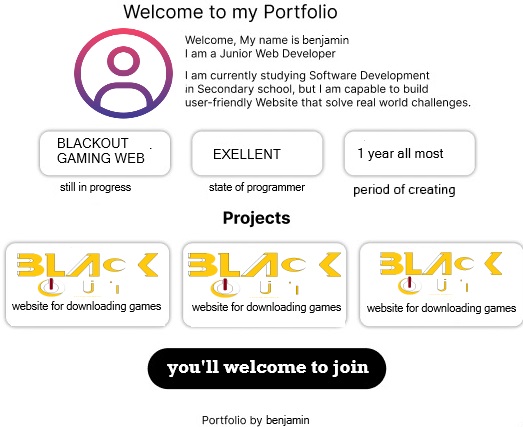 Welcome to my Portfolio
Welcome, My name is benjamin
I am a Junior Web Developer
I am currently studying Software Development
in Secondary school, but I am capable to build
user-friendly Website that solve real world challenges.
BLACKOUT
GAMING WEB
EXELLENT
1 year all most
still in progress
state of programmer
period of creating
Projects
BLACK
BLACK
BLACK
website for downloading games
website for downloading games
website for downloading games
you'll welcome to join
Portfolio by benjamin